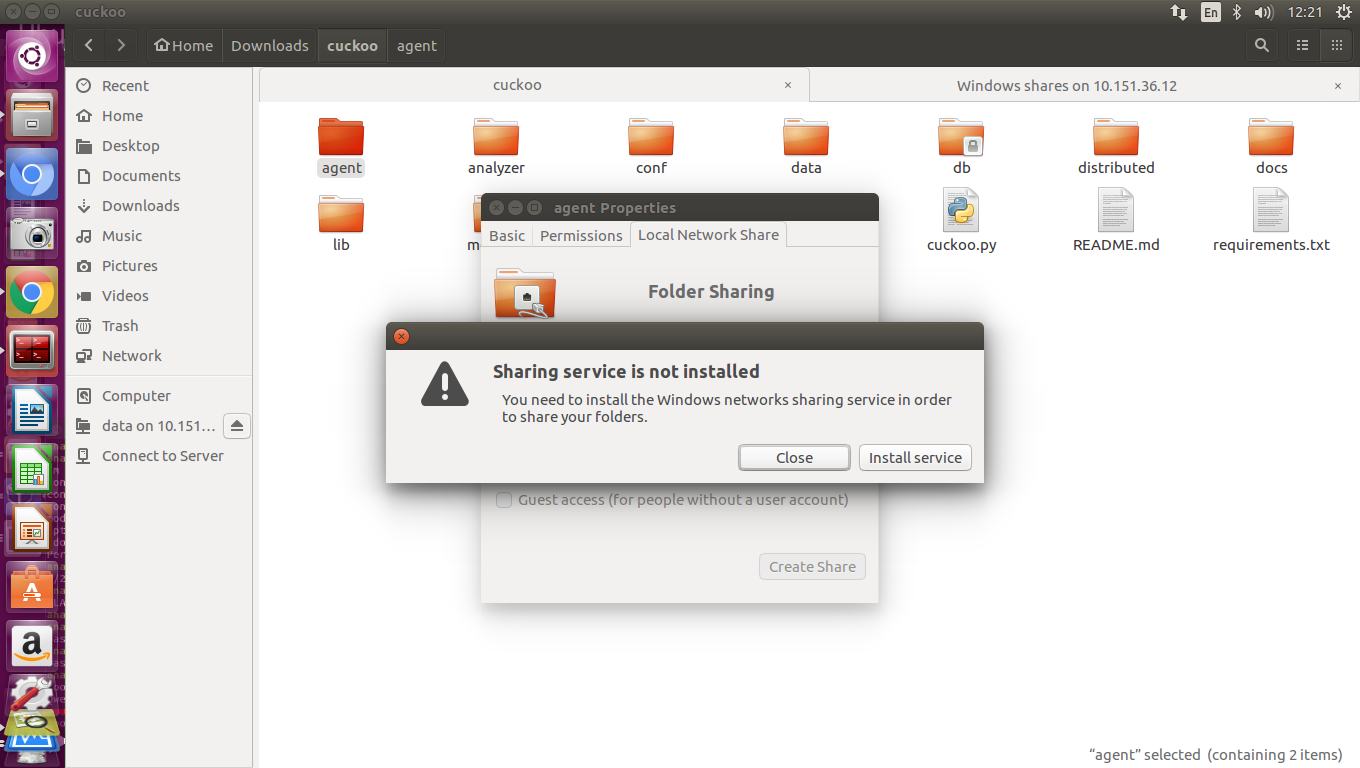 cuckoo
En
12:21
Home
Downloads
cuckoo
agent
Recent
Home
Desktop
Documents
Downloads
Music
Pictures
Videos
Trash
Network
Computer
data on 10.151…
Connect to Server
cuckoo
×
Windows shares on 10.151.36.12
×
agent
analyzer
conf
data
db
distributed
docs
lib
cuckoo.py
README.md
requirements.txt
agent Properties
Basic
Permissions
Local Network Share
Folder Sharing
Sharing service is not installed
You need to install the Windows networks sharing service in order
to share your folders.
Close
Install service
Guest access (for people without a user account)
Create Share
“agent” selected (containing 2 items)